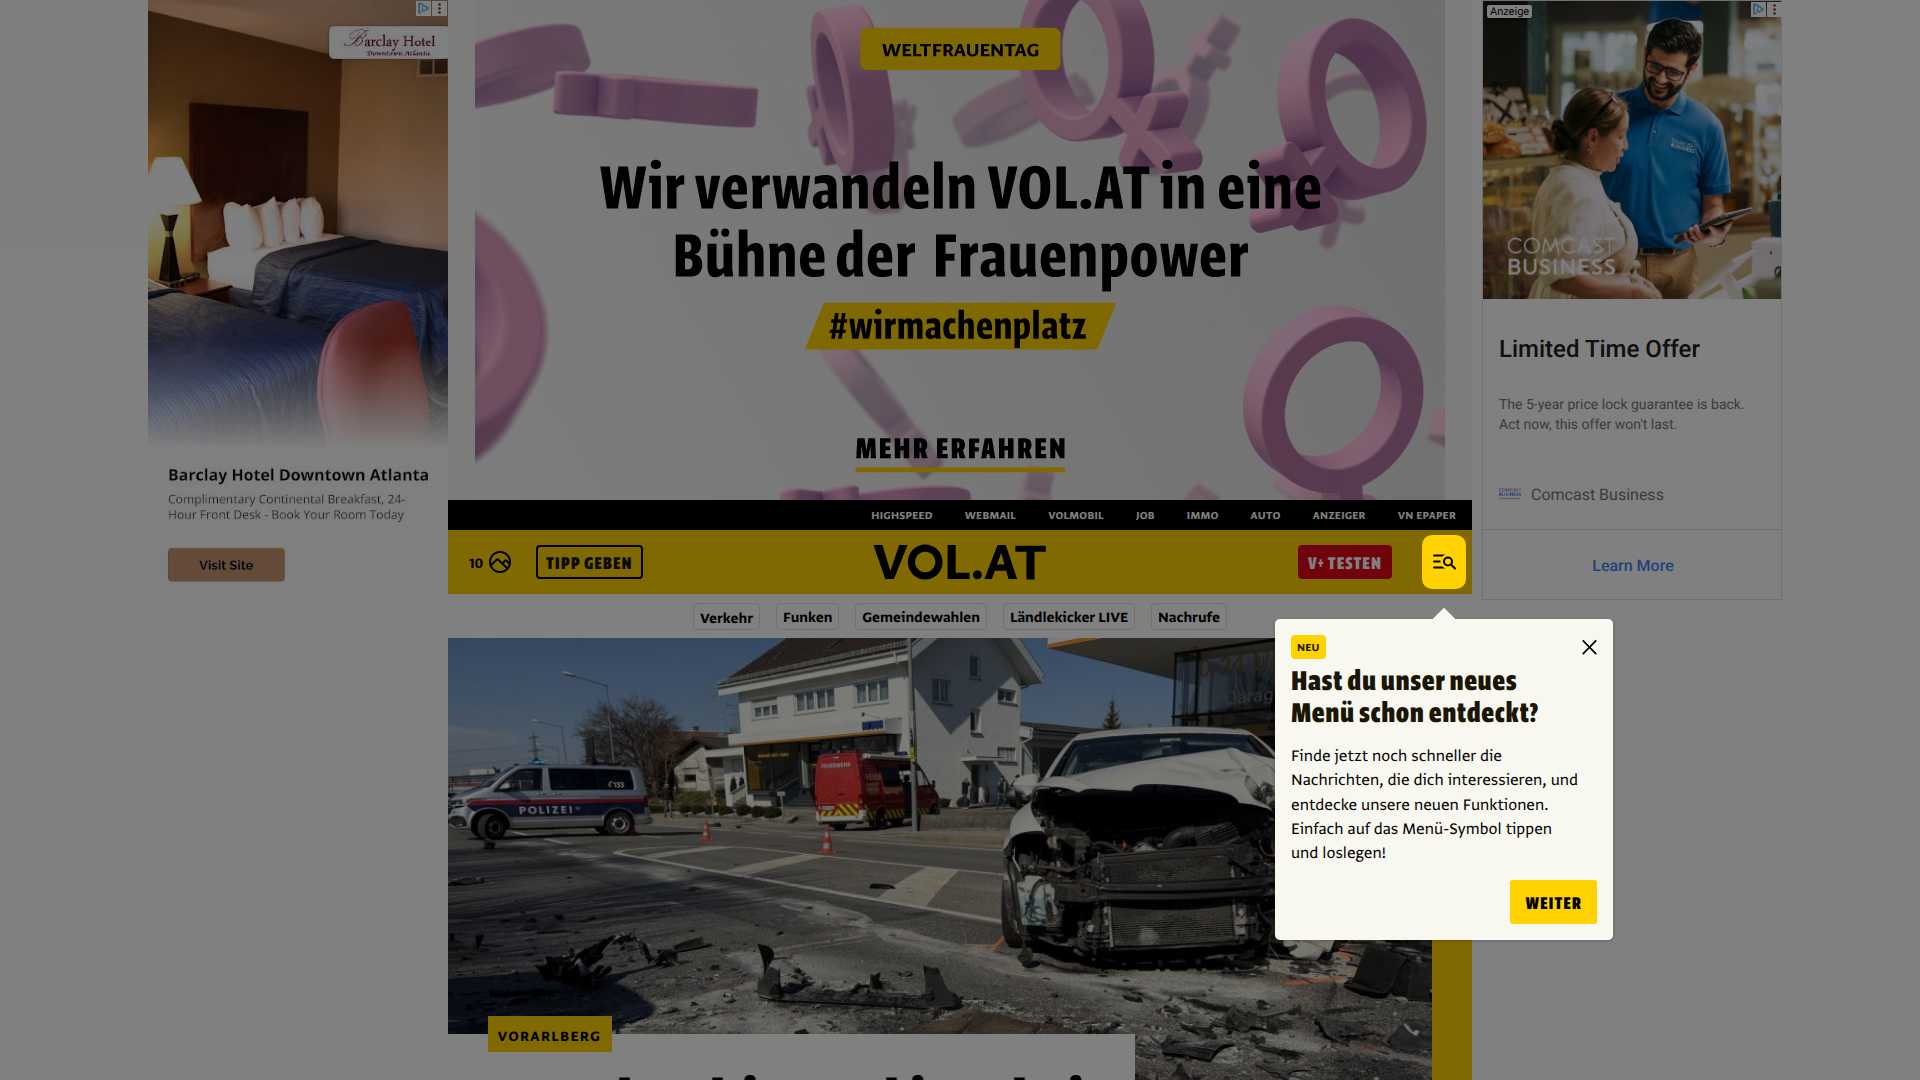 Barclay Hotel
Downtown Atlanta
Barclay Hotel Downtown Atlanta
Complimentary Continental Breakfast, 24-
Hour Front Desk - Book Your Room Today
Visit Site
WELTFRAUENTAG
Wir verwandeln VOL.AT in eine
Bühne der Frauenpower
#wirmachenplatz
MEHR ERFAHREN
Anzeige
COMCAST
BUSINESS
Limited Time Offer
The 5-year price lock guarantee is back.
Act now, this offer won't last.
Comcast Business
Learn More
HIGHSPEED WEBMAIL VOLMOBIL JOB IMMO AUTO ANZEIGER VN EPAPER
10 TIPP GEBEN VOL.AT V+ TESTEN
Verkehr Funken Gemeindewahlen Ländlekicker LIVE Nachrufe
POLIZEI
133
FEUERWEHR
NEU
Hast du unser neues
Menü schon entdeckt?
Finde jetzt noch schneller die
Nachrichten, die dich interessieren, und
entdecke unsere neuen Funktionen.
Einfach auf das Menü-Symbol tippen
und loslegen!
WEITER
VORARLBERG